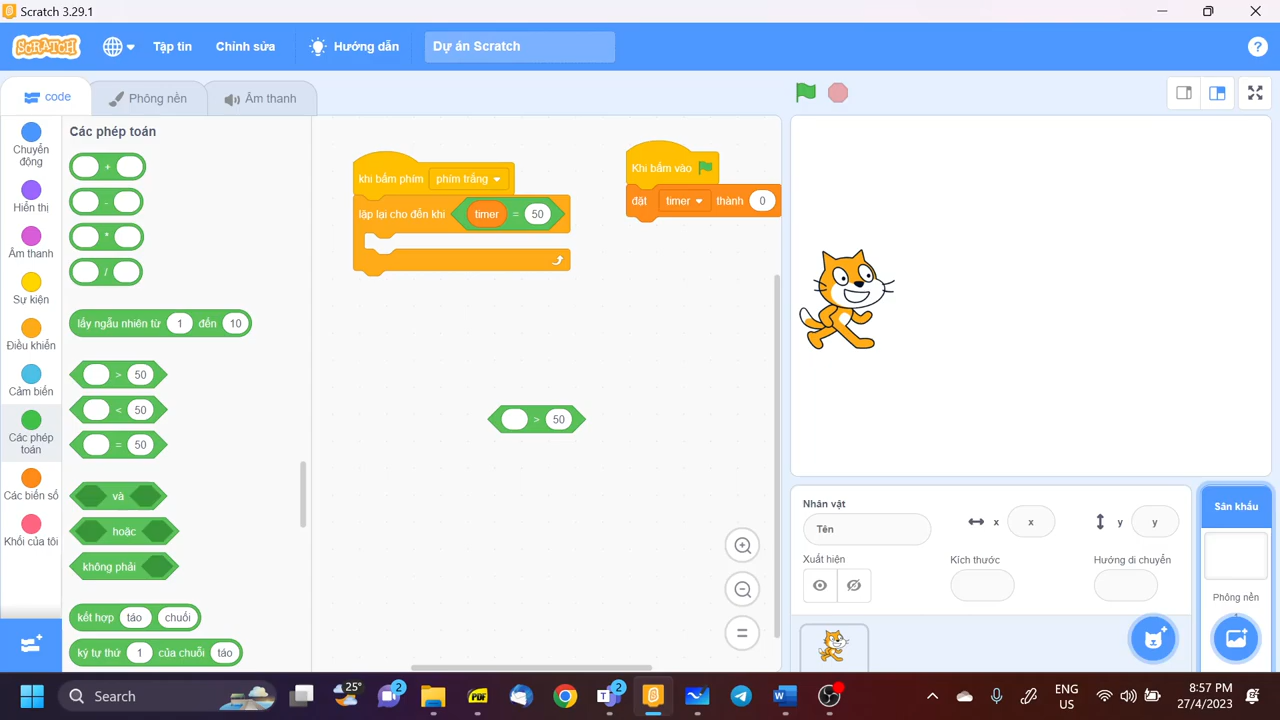 Scratch 3.29.1
SCRATCH
Tập tin
Chỉnh sửa
Hướng dẫn
Dự án Scratch
?
code
Phông nền
Âm thanh
Chuyển động
Hiển thị
Âm thanh
Sự kiện
Điều khiển
Cảm biến
Các phép toán
Các biến số
Khối của tôi
Các phép toán
+
-
*
/
lấy ngẫu nhiên từ 1 đến 10
> 50
< 50
= 50
và
hoặc
không phải
kết hợp táo chuối
ký tự thứ 1 của chuỗi táo
khi bấm phím phím trắng
lặp lại cho đến khi timer = 50
Khi bấm vào
đặt timer thành 0
> 50
Nhân vật
Tên
x x
y y
Xuất hiện
Kích thước
Hướng di chuyển
Sân khấu
Phông nền
Search
25°
2
PDF
2
ENG
US
8:57 PM
27/4/2023